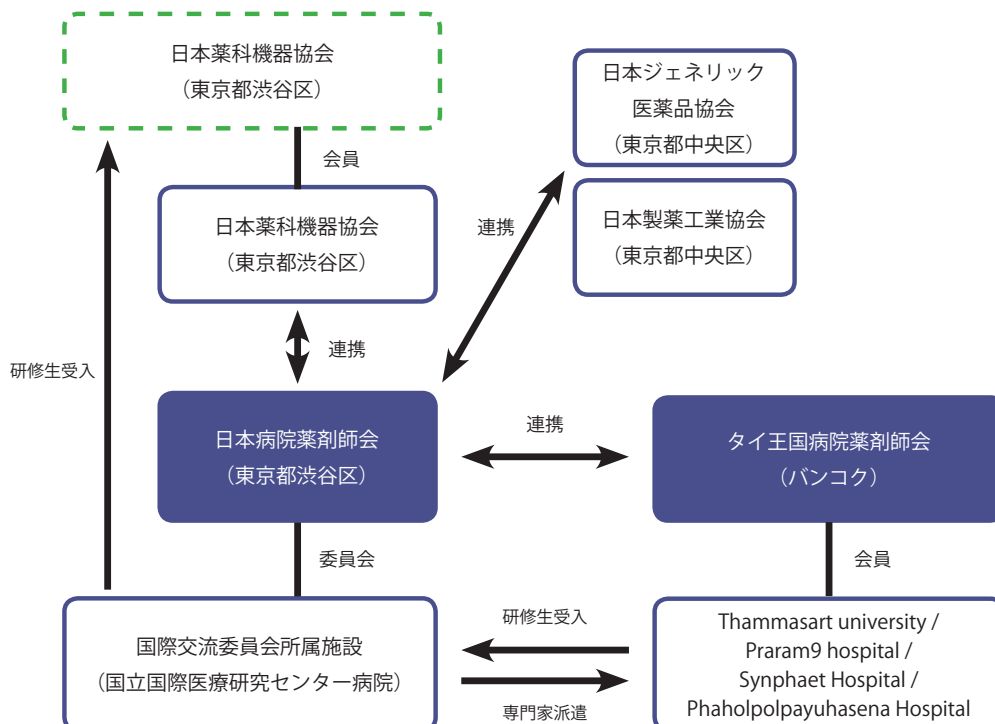 日本薬科機器協会
（東京都渋谷区）
会員
日本薬科機器協会
（東京都渋谷区）
日本ジェネリック
医薬品協会
（東京都中央区）
日本製薬工業協会
（東京都中央区）
連携
連携
研修生受入
日本病院薬剤師会
（東京都渋谷区）
連携
タイ王国病院薬剤師会
（バンコク）
委員会
会員
国際交流委員会所属施設
（国立国際医療研究センター病院）
研修生受入
専門家派遣
Thammasart university /
Praram9 hospital /
Synphaet Hospital /
Phaholpolpayuhasena Hospital